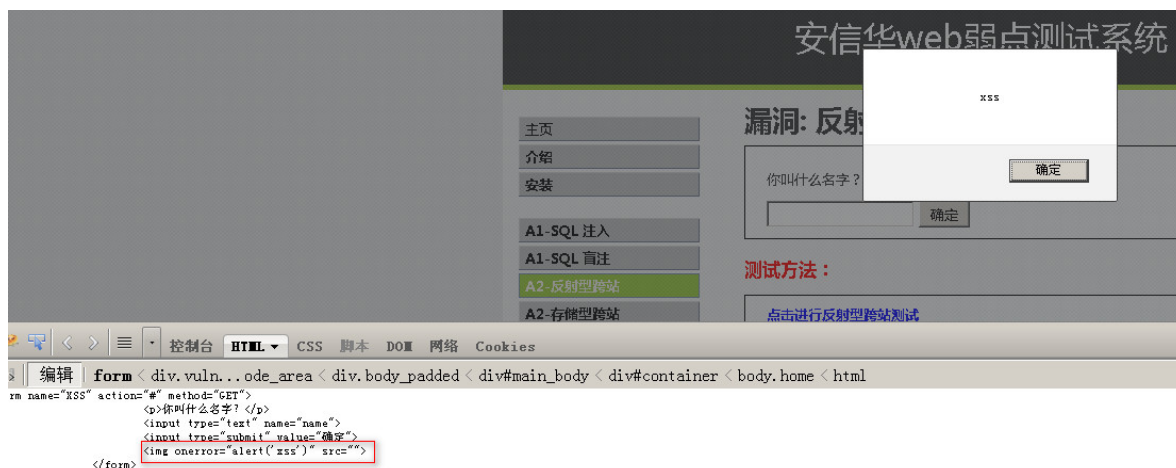 安信华web弱点测试系统
xss
确定
主页
介绍
安装
A1-SQL 注入
A1-SQL 盲注
A2-反射型跨站
A2-存储型跨站
漏洞: 反射
你叫什么名字？
确定
测试方法：
点击进行反射型跨站测试
控制台 HTML CSS 脚本 DOM 网络 Cookies
编辑 form < div.vuln...ode_area < div.body_padded < div#main_body < div#container < body.home < html
rm name="XSS" action="#" method="GET">
<p>你叫什么名字? </p>
<input type="text" name="name">
<input type="submit" value="确定">
<img onerror="alert('xss')" src="">
</form>